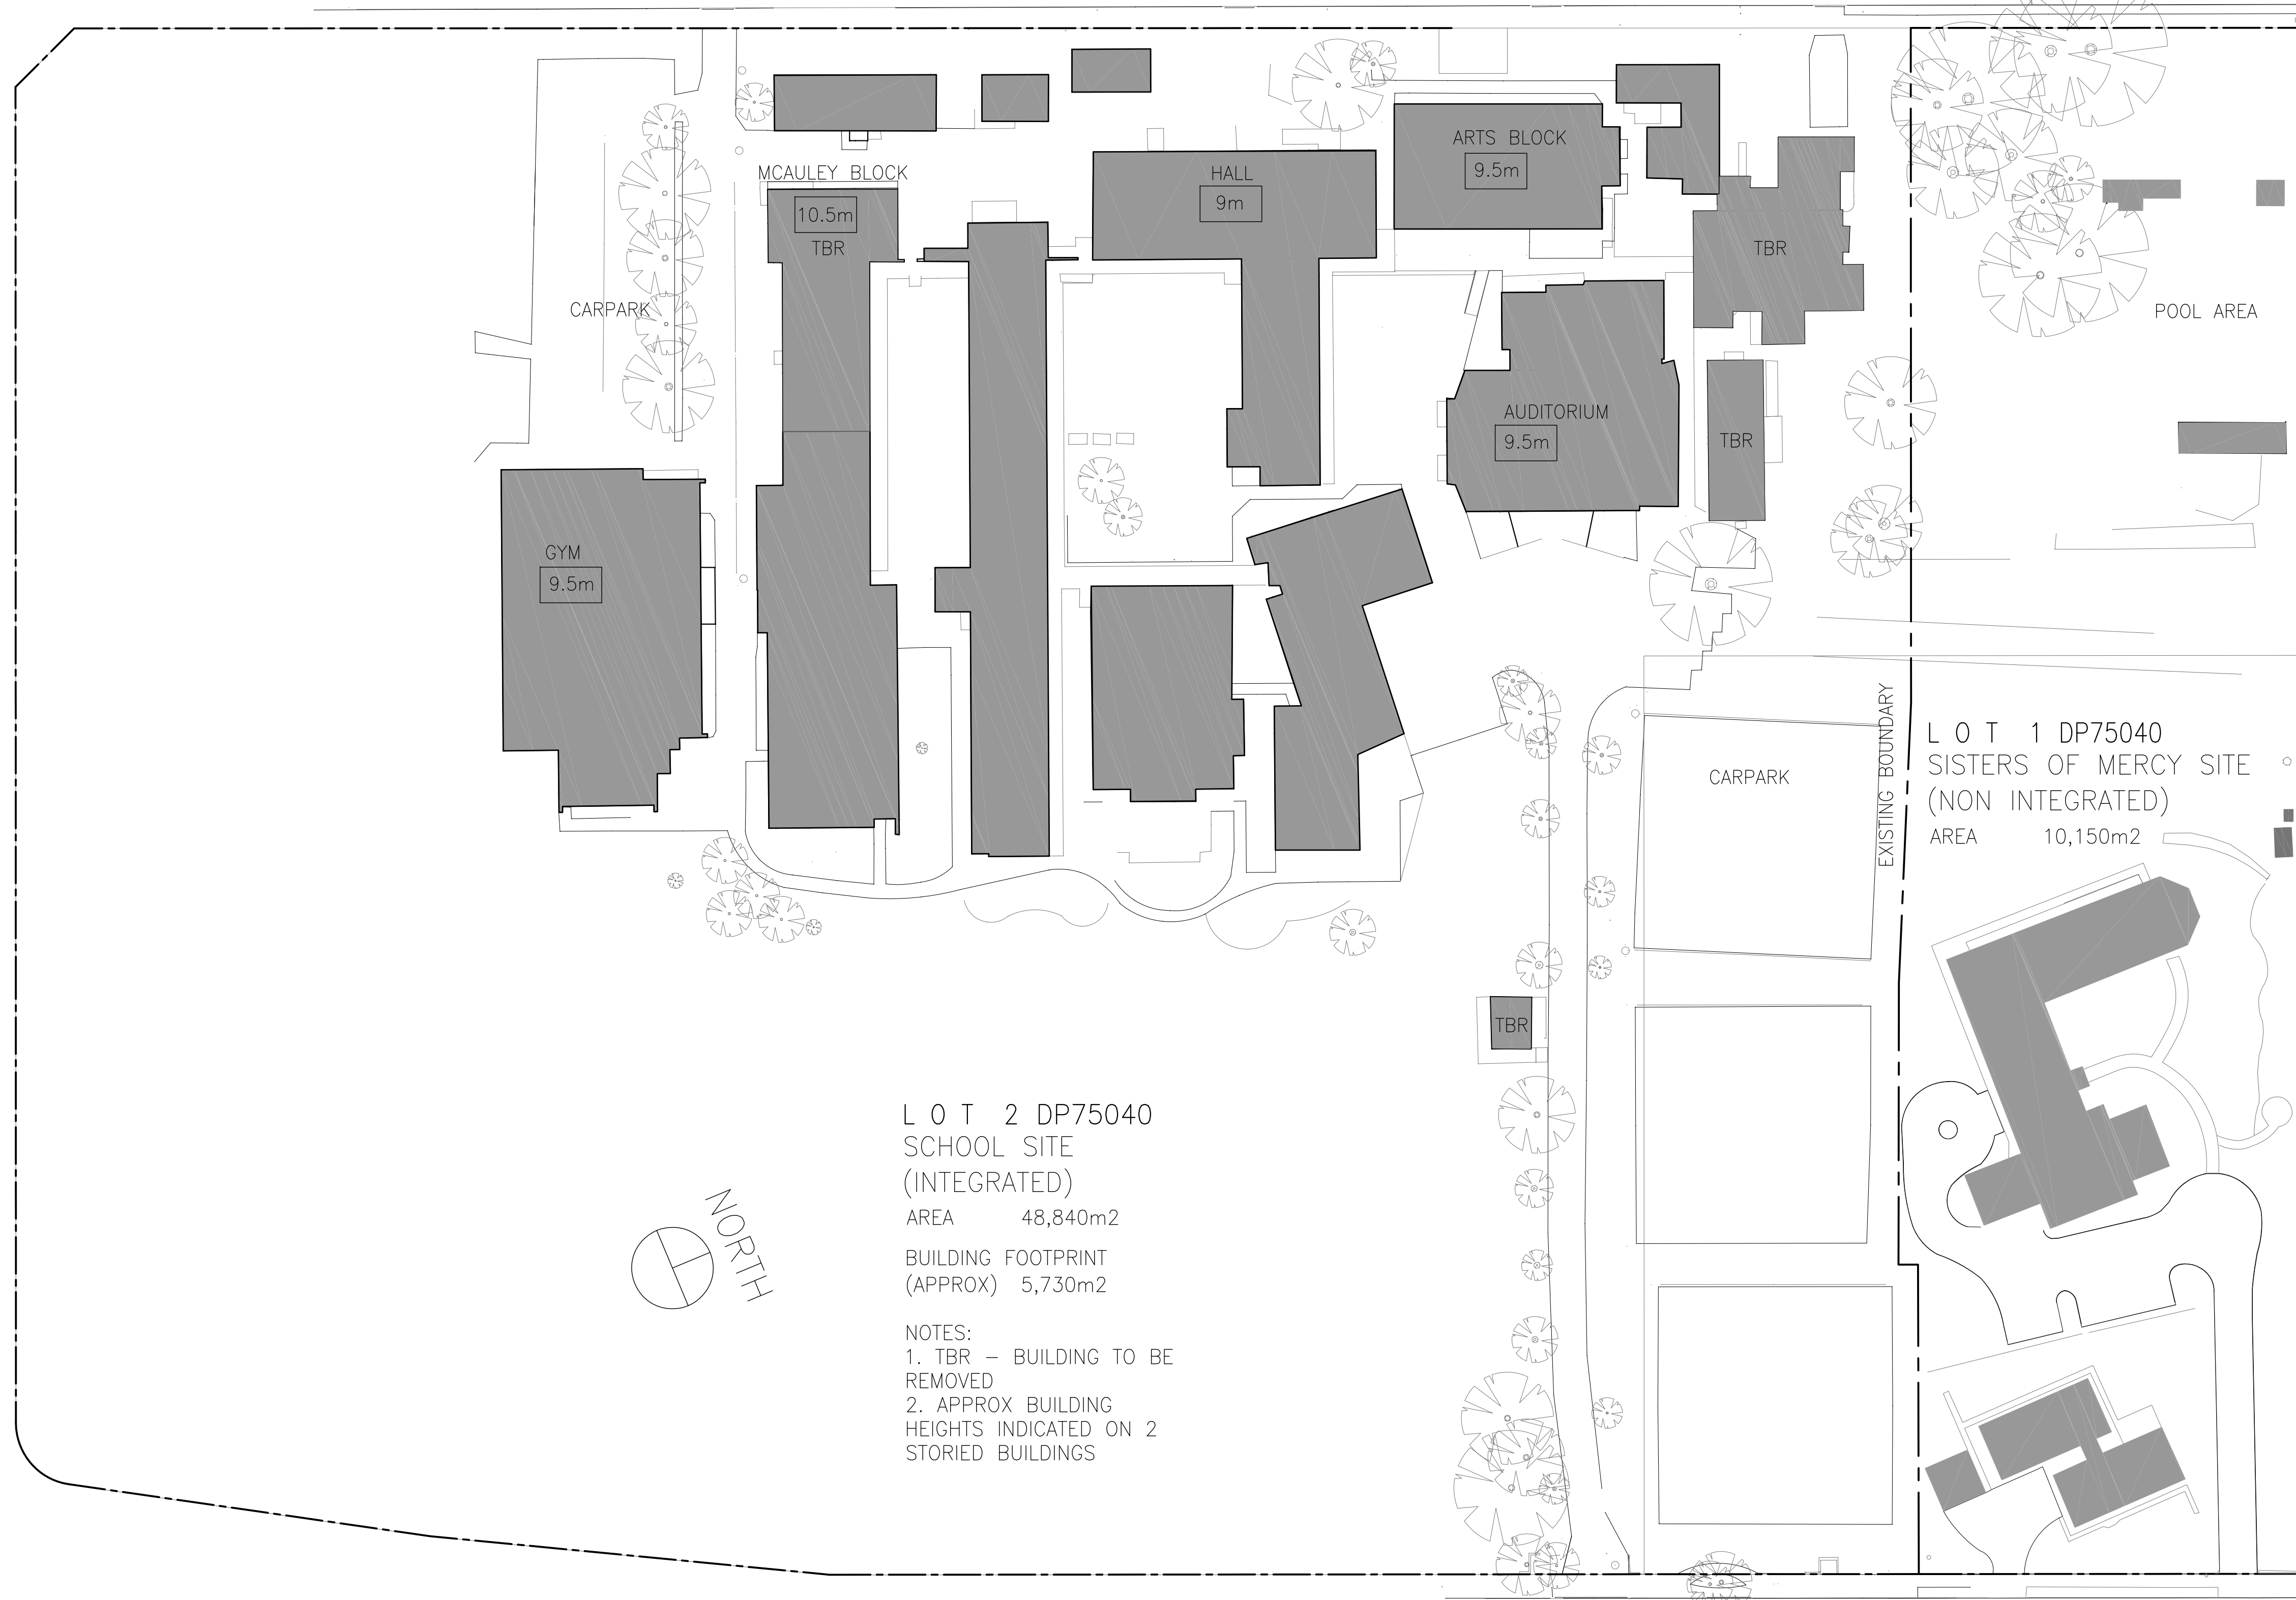 MCAULEY BLOCK
10.5m
TBR
HALL
9m
ARTS BLOCK
9.5m
TBR
CARPARK
POOL AREA
AUDITORIUM
9.5m
TBR
GYM
9.5m
EXISTING BOUNDARY
LOT 1 DP75040
SISTERS OF MERCY SITE
(NON INTEGRATED)
AREA 10,150m2
CARPARK
TBR
LOT 2 DP75040
SCHOOL SITE
(INTEGRATED)
AREA 48,840m2
BUILDING FOOTPRINT
(APPROX) 5,730m2
NORTH
NOTES:
1. TBR – BUILDING TO BE
REMOVED
2. APPROX BUILDING
HEIGHTS INDICATED ON 2
STORIED BUILDINGS